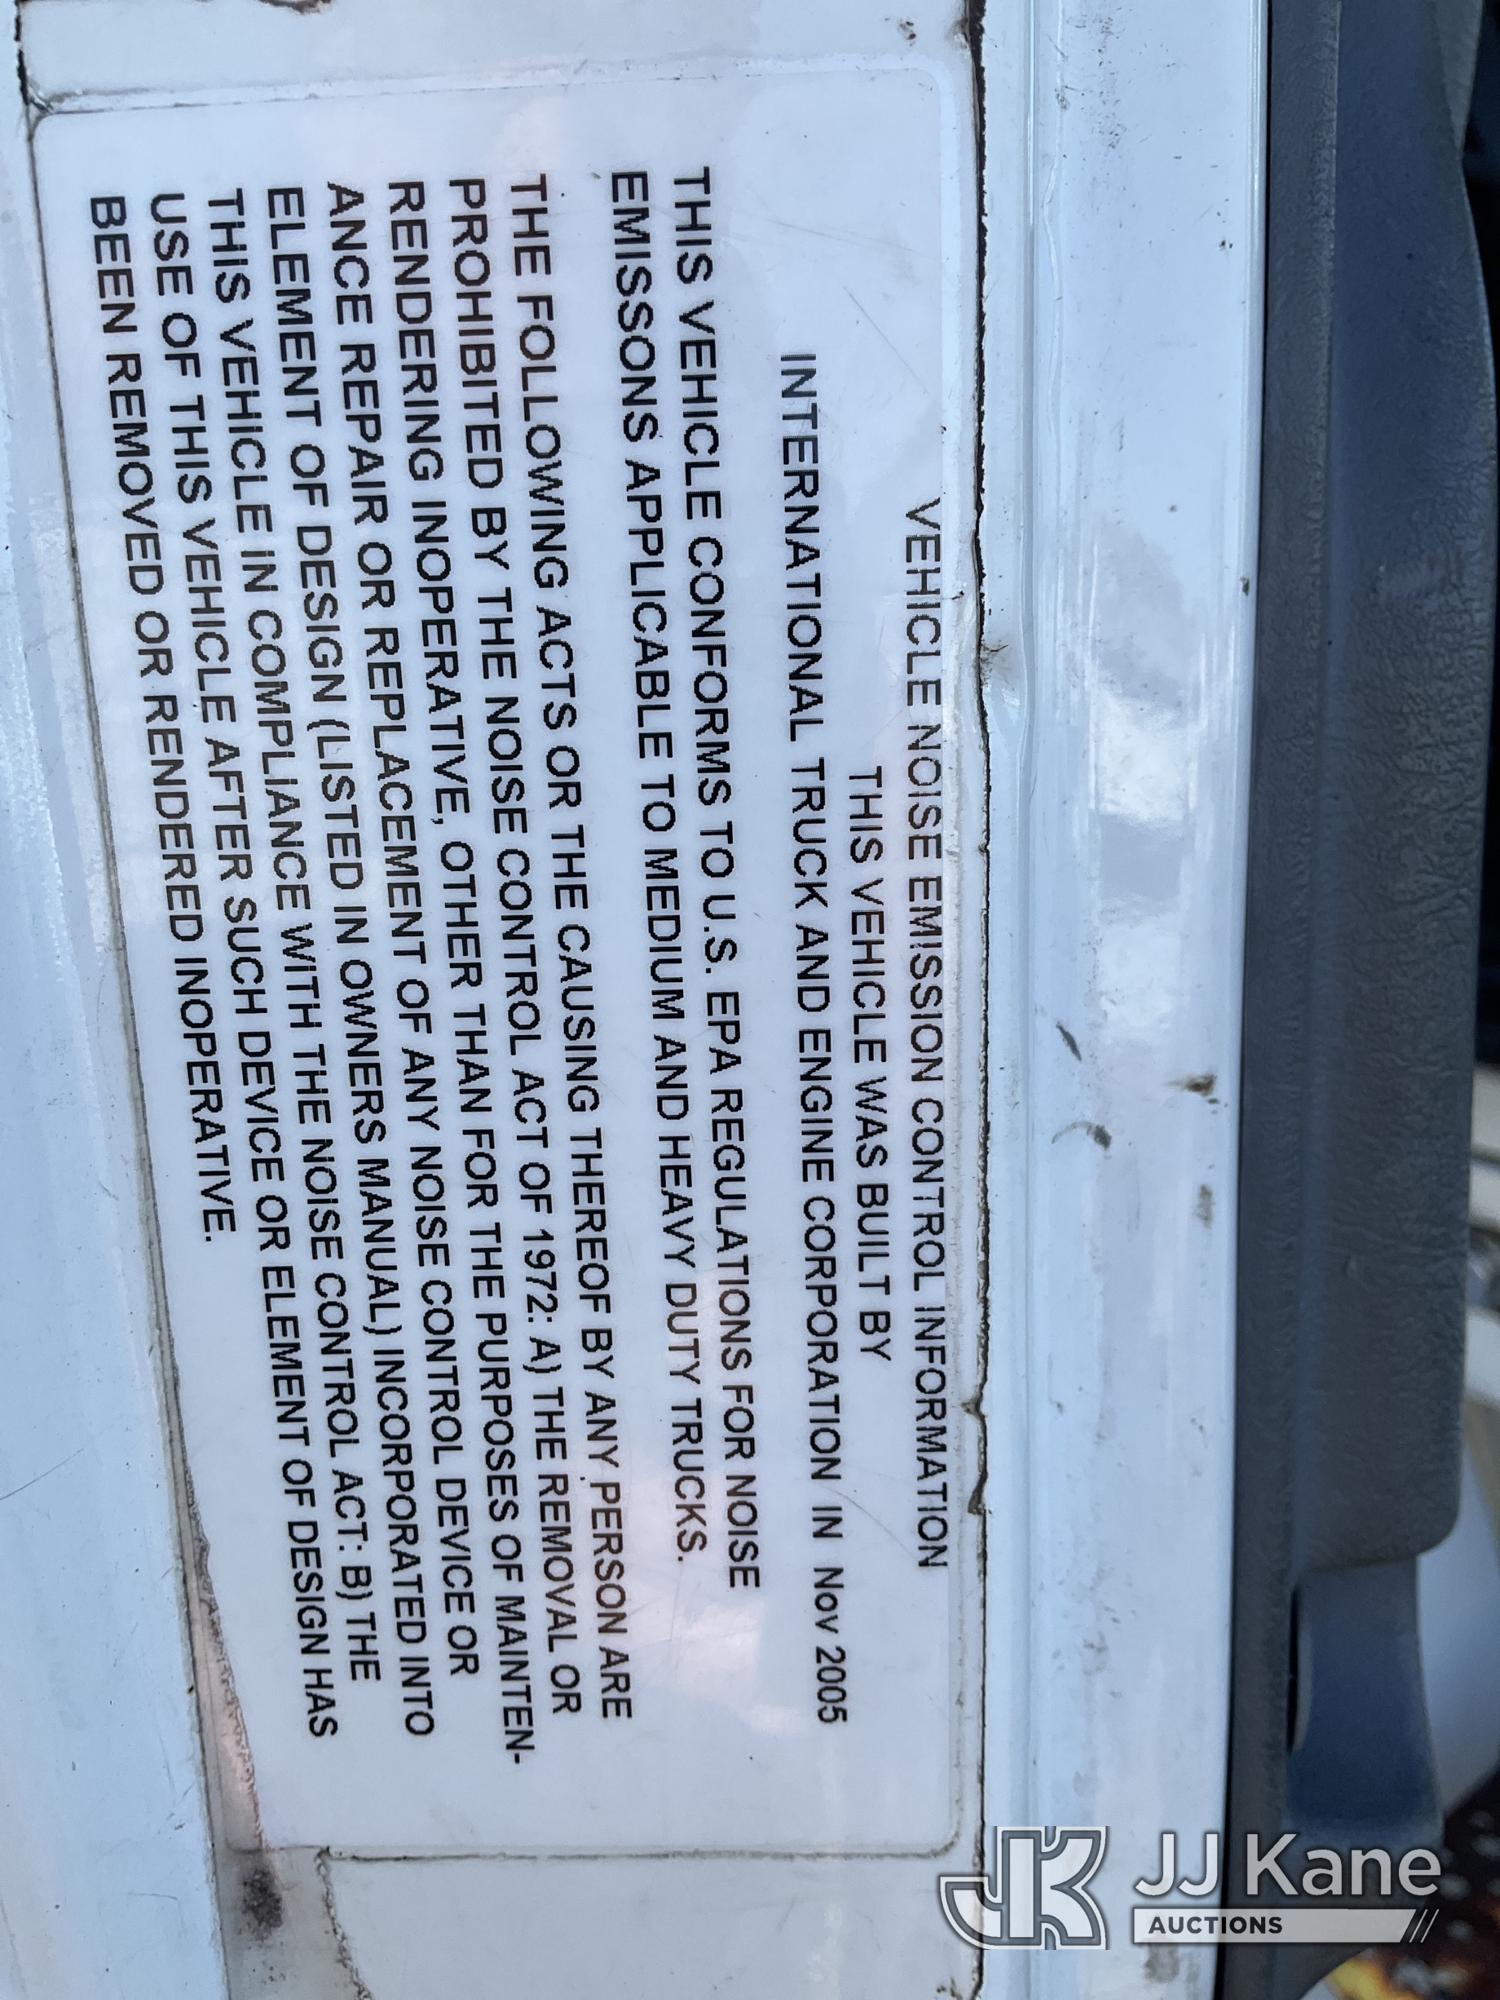 VEHICLE NOISE EMISSION CONTROL INFORMATION
THIS VEHICLE WAS BUILT BY
INTERNATIONAL TRUCK AND ENGINE CORPORATION IN Nov 2005
THIS VEHICLE CONFORMS TO U.S. EPA REGULATIONS FOR NOISE
EMISSONS APPLICABLE TO MEDIUM AND HEAVY DUTY TRUCKS.
THE FOLLOWING ACTS OR THE CAUSING THEREOF BY ANY PERSON ARE
PROHIBITED BY THE NOISE CONTROL ACT OF 1972: A) THE REMOVAL OR
RENDERING INOPERATIVE, OTHER THAN FOR THE PURPOSES OF MAINTEN-
ANCE REPAIR OR REPLACEMENT OF ANY NOISE CONTROL DEVICE OR
ELEMENT OF DESIGN (LISTED IN OWNERS MANUAL) INCORPORATED INTO
THIS VEHICLE IN COMPLIANCE WITH THE NOISE CONTROL ACT: B) THE
USE OF THIS VEHICLE AFTER SUCH DEVICE OR ELEMENT OF DESIGN HAS
BEEN REMOVED OR RENDERED INOPERATIVE.
JK JJ Kane
AUCTIONS